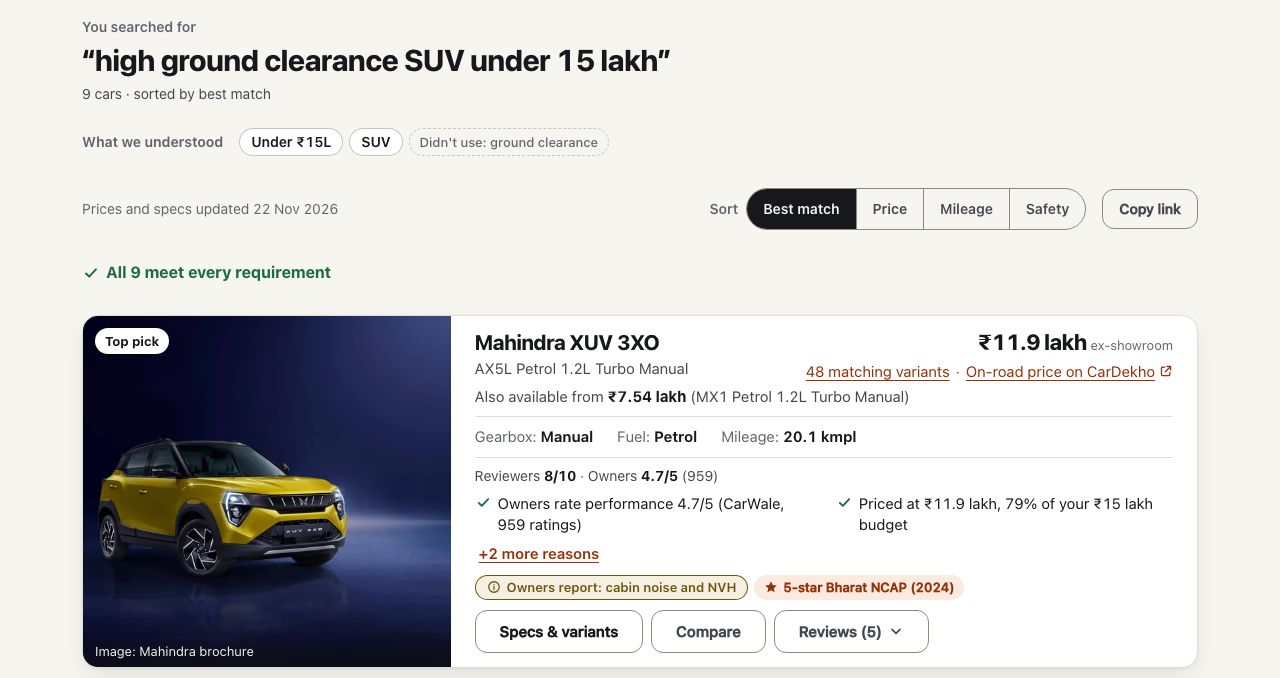 You searched for
“high ground clearance SUV under 15 lakh”
9 cars · sorted by best match
What we understood
Under ₹15L
SUV
Didn't use: ground clearance
Prices and specs updated 22 Nov 2026
Sort
Best match
Price
Mileage
Safety
Copy link
All 9 meet every requirement
Top pick
Image: Mahindra brochure
Mahindra XUV 3XO
₹11.9 lakh ex-showroom
AX5L Petrol 1.2L Turbo Manual
48 matching variants · On-road price on CarDekho
Also available from ₹7.54 lakh (MX1 Petrol 1.2L Turbo Manual)
Gearbox: Manual Fuel: Petrol Mileage: 20.1 kmpl
Reviewers 8/10 · Owners 4.7/5 (959)
Owners rate performance 4.7/5 (CarWale,
959 ratings)
Priced at ₹11.9 lakh, 79% of your ₹15 lakh
budget
+2 more reasons
Owners report: cabin noise and NVH
5-star Bharat NCAP (2024)
Specs & variants
Compare
Reviews (5)
XUV 3XO